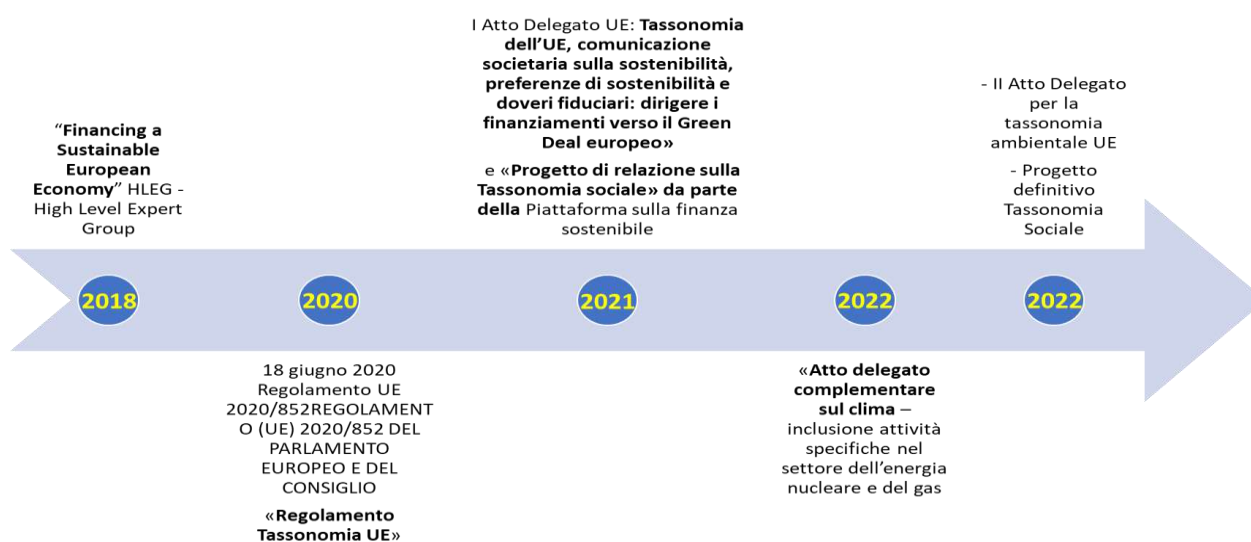 “Financing a
Sustainable
European
Economy” HLEG -
High Level Expert
Group
2018
18 giugno 2020
Regolamento UE
2020/852REGOLAMENT
O (UE) 2020/852 DEL
PARLAMENTO
EUROPEO E DEL
CONSIGLIO
«Regolamento
Tassonomia UE»
2020
I Atto Delegato UE: Tassonomia
dell’UE, comunicazione
societaria sulla sostenibilità,
preferenze di sostenibilità e
doveri fiduciari: dirigere i
finanziamenti verso il Green
Deal europeo»
e «Progetto di relazione sulla
Tassonomia sociale» da parte
della Piattaforma sulla finanza
sostenibile
2021
«Atto delegato
complementare
sul clima –
inclusione attività
specifiche nel
settore dell’energia
nucleare e del gas
2022
- II Atto Delegato
per la
tassonomia
ambientale UE
- Progetto
definitivo
Tassonomia
Sociale
2022